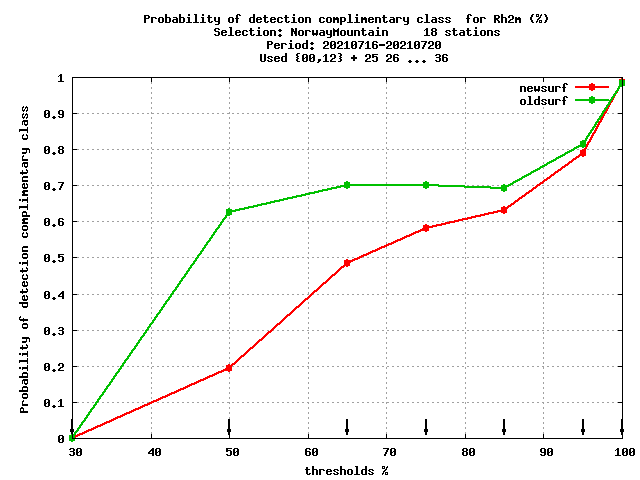 Probability of detection complimentary class  for Rh2m (%)
Selection: NorwayMountain     18 stations
Period: 20210716-20210720
Used {00,12} + 25 26 ... 36
newsurf
oldsurf
Probability of detection complimentary class
1
0.9
0.8
0.7
0.6
0.5
0.4
0.3
0.2
0.1
0
30 40 50 60 70 80 90 100
thresholds %